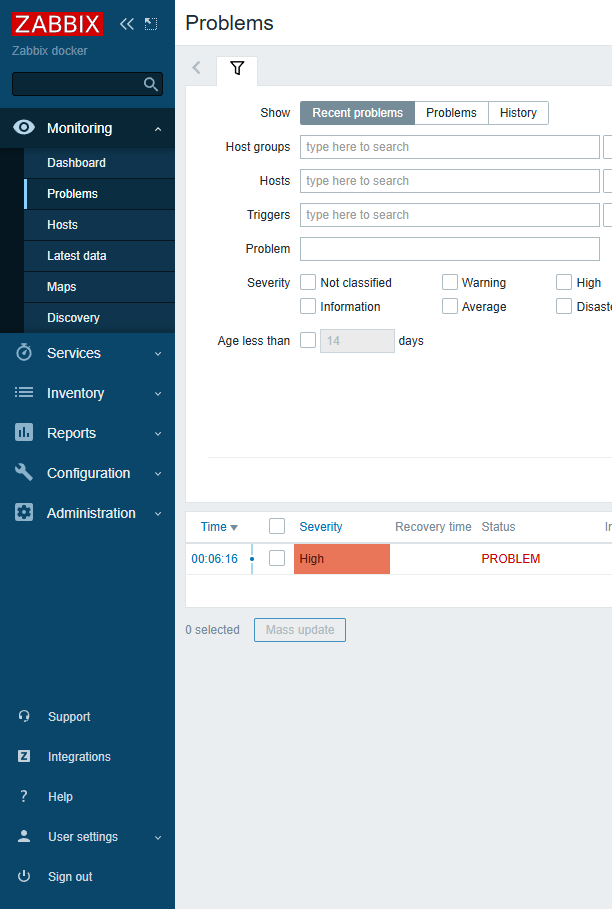 ZABBIX
Zabbix docker
Monitoring
Dashboard
Problems
Hosts
Latest data
Maps
Discovery
Services
Inventory
Reports
Configuration
Administration
Support
Integrations
? Help
User settings
Sign out
Problems
Show Recent problems Problems History
Host groups type here to search
Hosts type here to search
Triggers type here to search
Problem
Severity Not classified Warning High
Information Average
Age less than 14 days
Time Severity Recovery time Status
00:06:16 High PROBLEM
0 selected Mass update